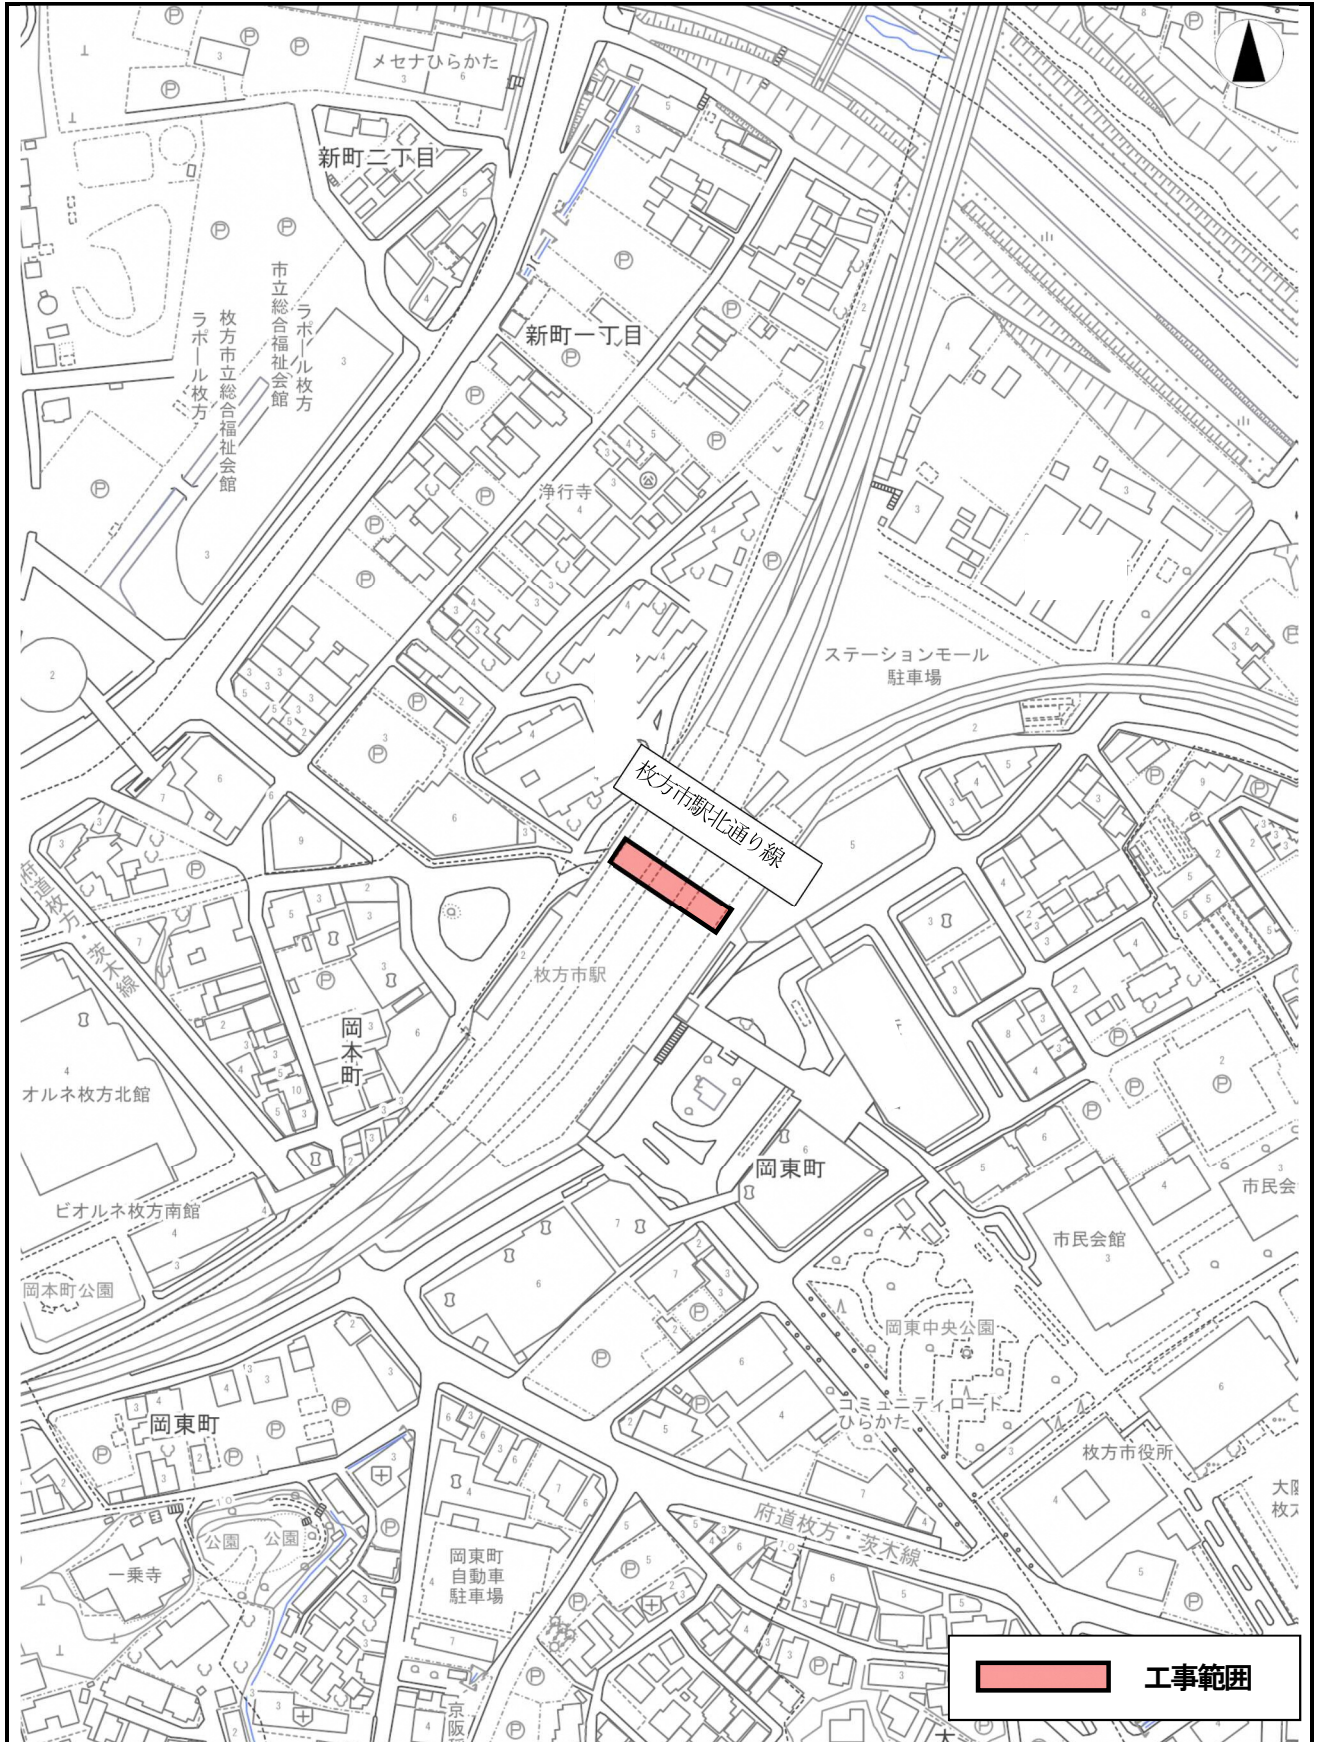 メセナひらかた
新町二丁目
市立総合福祉会館
ラポール枚方
枚方市立総合福祉会館
ラポール枚方
新町一丁目
浄行寺
ステーションモール
駐車場
枚方市駅北通り線
府道枚方・茨木線
枚方市駅
岡本町
オルネ枚方北館
ビオルネ枚方南館
岡本町公園
岡東町
市民会
市民会館
岡東中央公園
コミュニティロード
ひらかた
枚方市役所
岡東町
府道枚方・茨木線
公園
公園
一乗寺
岡東町
自動車
駐車場
京阪
工事範囲